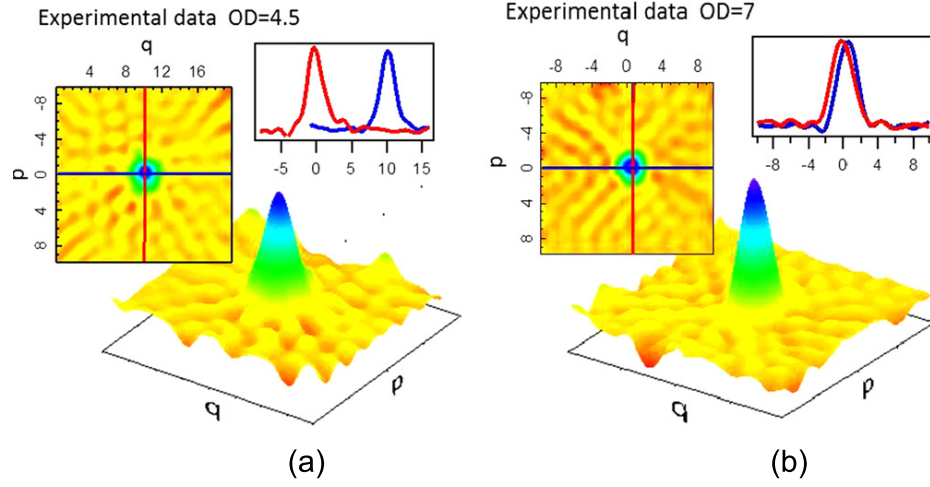 Experimental data OD=4.5
q
4 8 12 16
-8 -4 0 4 8
p
-5 0 5 10 15
q
p
(a)
Experimental data OD=7
q
-8 -4 0 4 8
-8 -4 0 4 8
p
-8 -4 0 4 8
q
p
(b)